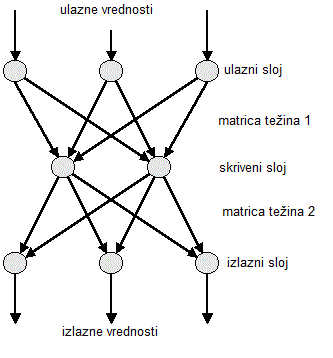 ulazne vrednosti
ulazni sloj
matrica težina 1
skriveni sloj
matrica težina 2
izlazni sloj
izlazne vrednosti